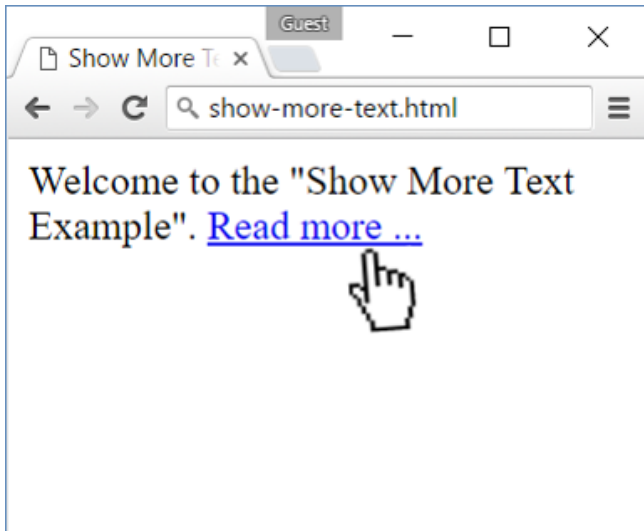 Guest
Show More Te
show-more-text.html
Welcome to the "Show More Text
Example". Read more ...